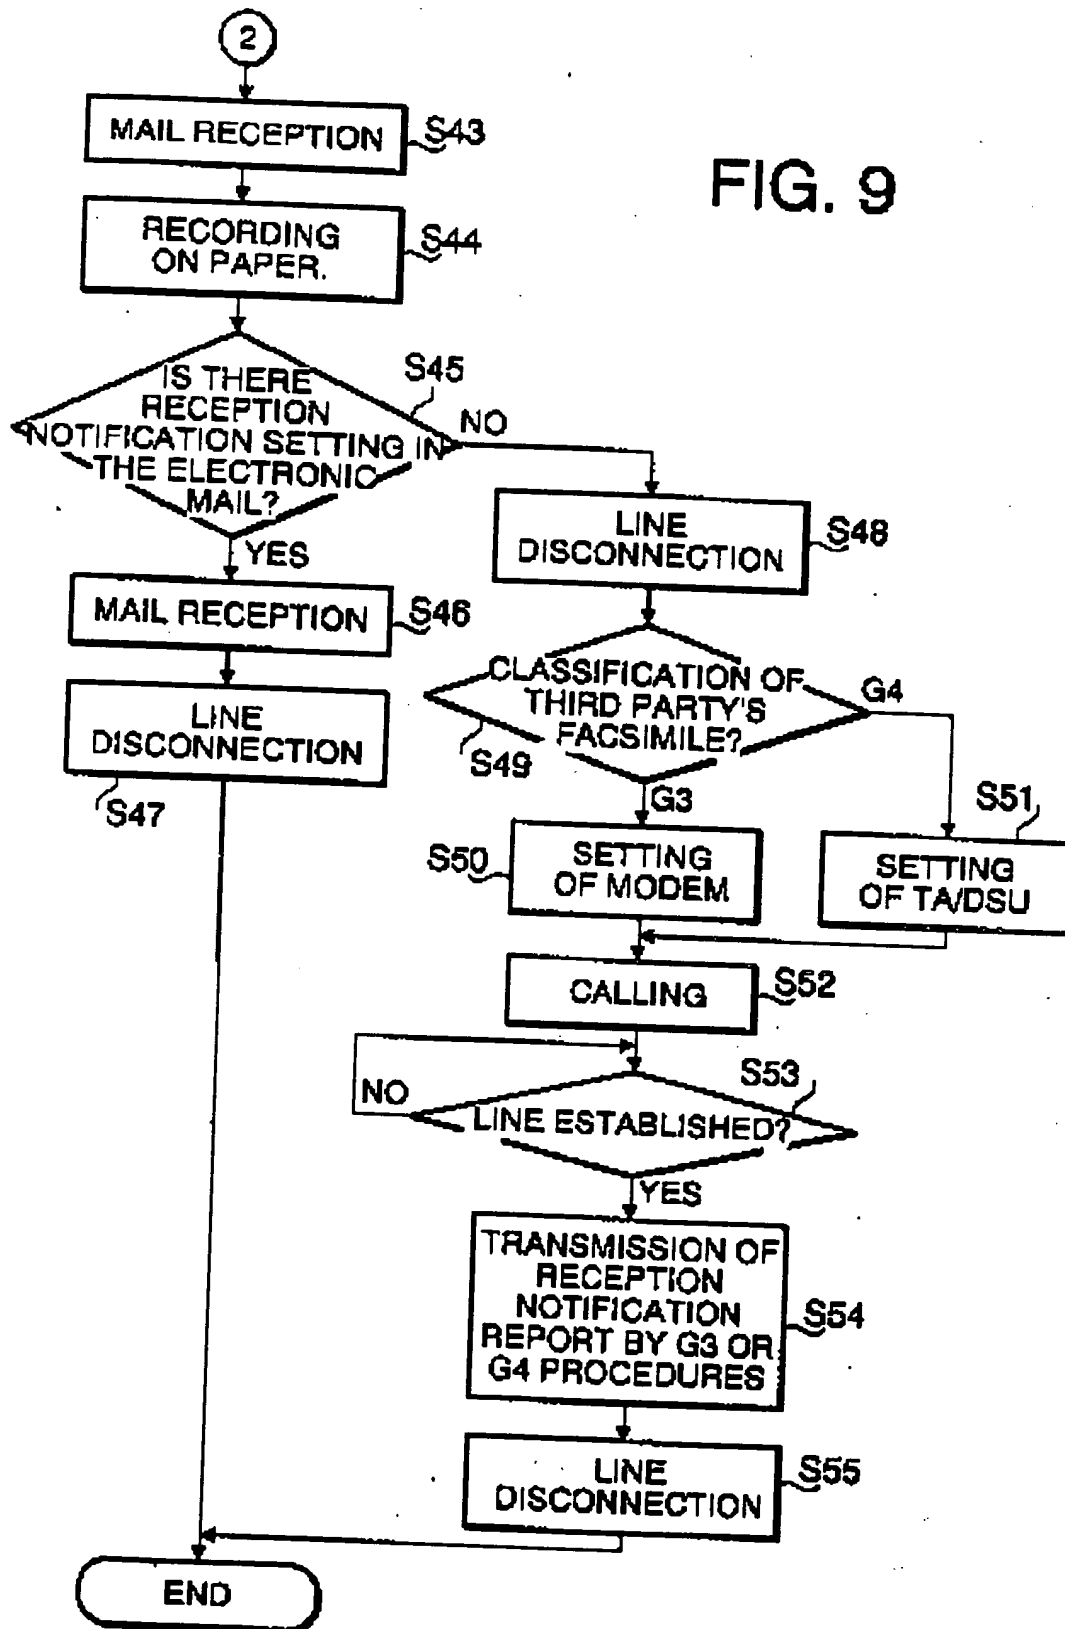 2
MAIL RECEPTION
S43
FIG. 9
RECORDING
ON PAPER.
S44
IS THERE
RECEPTION
NOTIFICATION SETTING IN
THE ELECTRONIC
MAIL?
S45
NO
YES
LINE
DISCONNECTION
S48
MAIL RECEPTION
S46
CLASSIFICATION OF
THIRD PARTY'S
FACSIMILE?
S49
G4
G3
LINE
DISCONNECTION
S47
SETTING
OF MODEM
S50
SETTING
OF TA/DSU
S51
CALLING
S52
LINE ESTABLISHED?
S53
NO
YES
TRANSMISSION OF
RECEPTION
NOTIFICATION
REPORT BY G3 OR
G4 PROCEDURES
S54
LINE
DISCONNECTION
S55
END